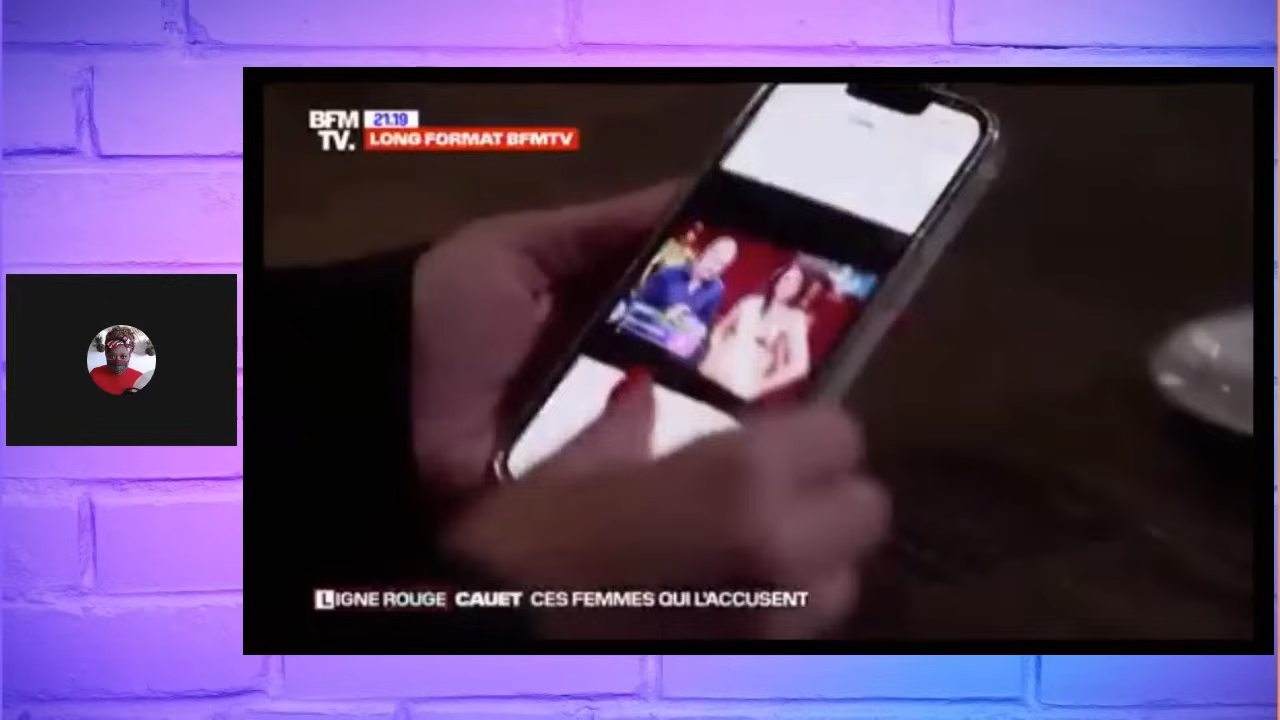 BFM
TV.
21.19
LONG FORMAT BFMTV
LIGNE ROUGE CAUET CES FEMMES QUI L'ACCUSENT